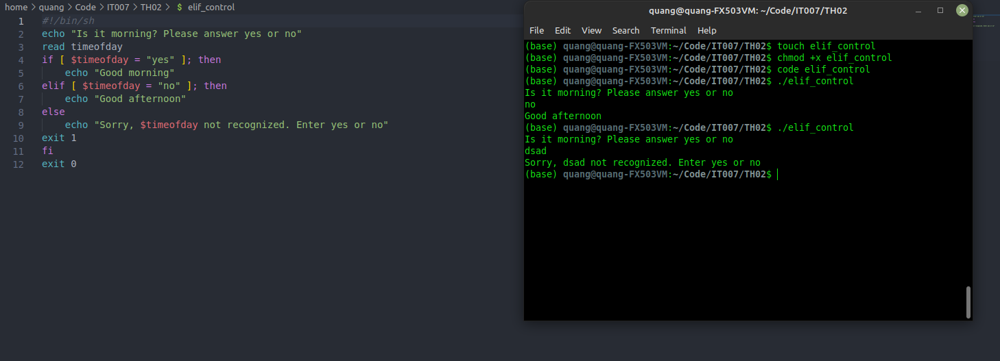 home > quang > Code > IT007 > TH02 > $ elif_control
1 #!/bin/sh
2 echo "Is it morning? Please answer yes or no"
3 read timeofday
4 if [ $timeofday = "yes" ]; then
5 echo "Good morning"
6 elif [ $timeofday = "no" ]; then
7 echo "Good afternoon"
8 else
9 echo "Sorry, $timeofday not recognized. Enter yes or no"
10 exit 1
11 fi
12 exit 0
quang@quang-FX503VM: ~/Code/IT007/TH02
File Edit View Search Terminal Help
(base) quang@quang-FX503VM:~/Code/IT007/TH02$ touch elif_control
(base) quang@quang-FX503VM:~/Code/IT007/TH02$ chmod +x elif_control
(base) quang@quang-FX503VM:~/Code/IT007/TH02$ code elif_control
(base) quang@quang-FX503VM:~/Code/IT007/TH02$ ./elif_control
Is it morning? Please answer yes or no
no
Good afternoon
(base) quang@quang-FX503VM:~/Code/IT007/TH02$ ./elif_control
Is it morning? Please answer yes or no
dsad
Sorry, dsad not recognized. Enter yes or no
(base) quang@quang-FX503VM:~/Code/IT007/TH02$